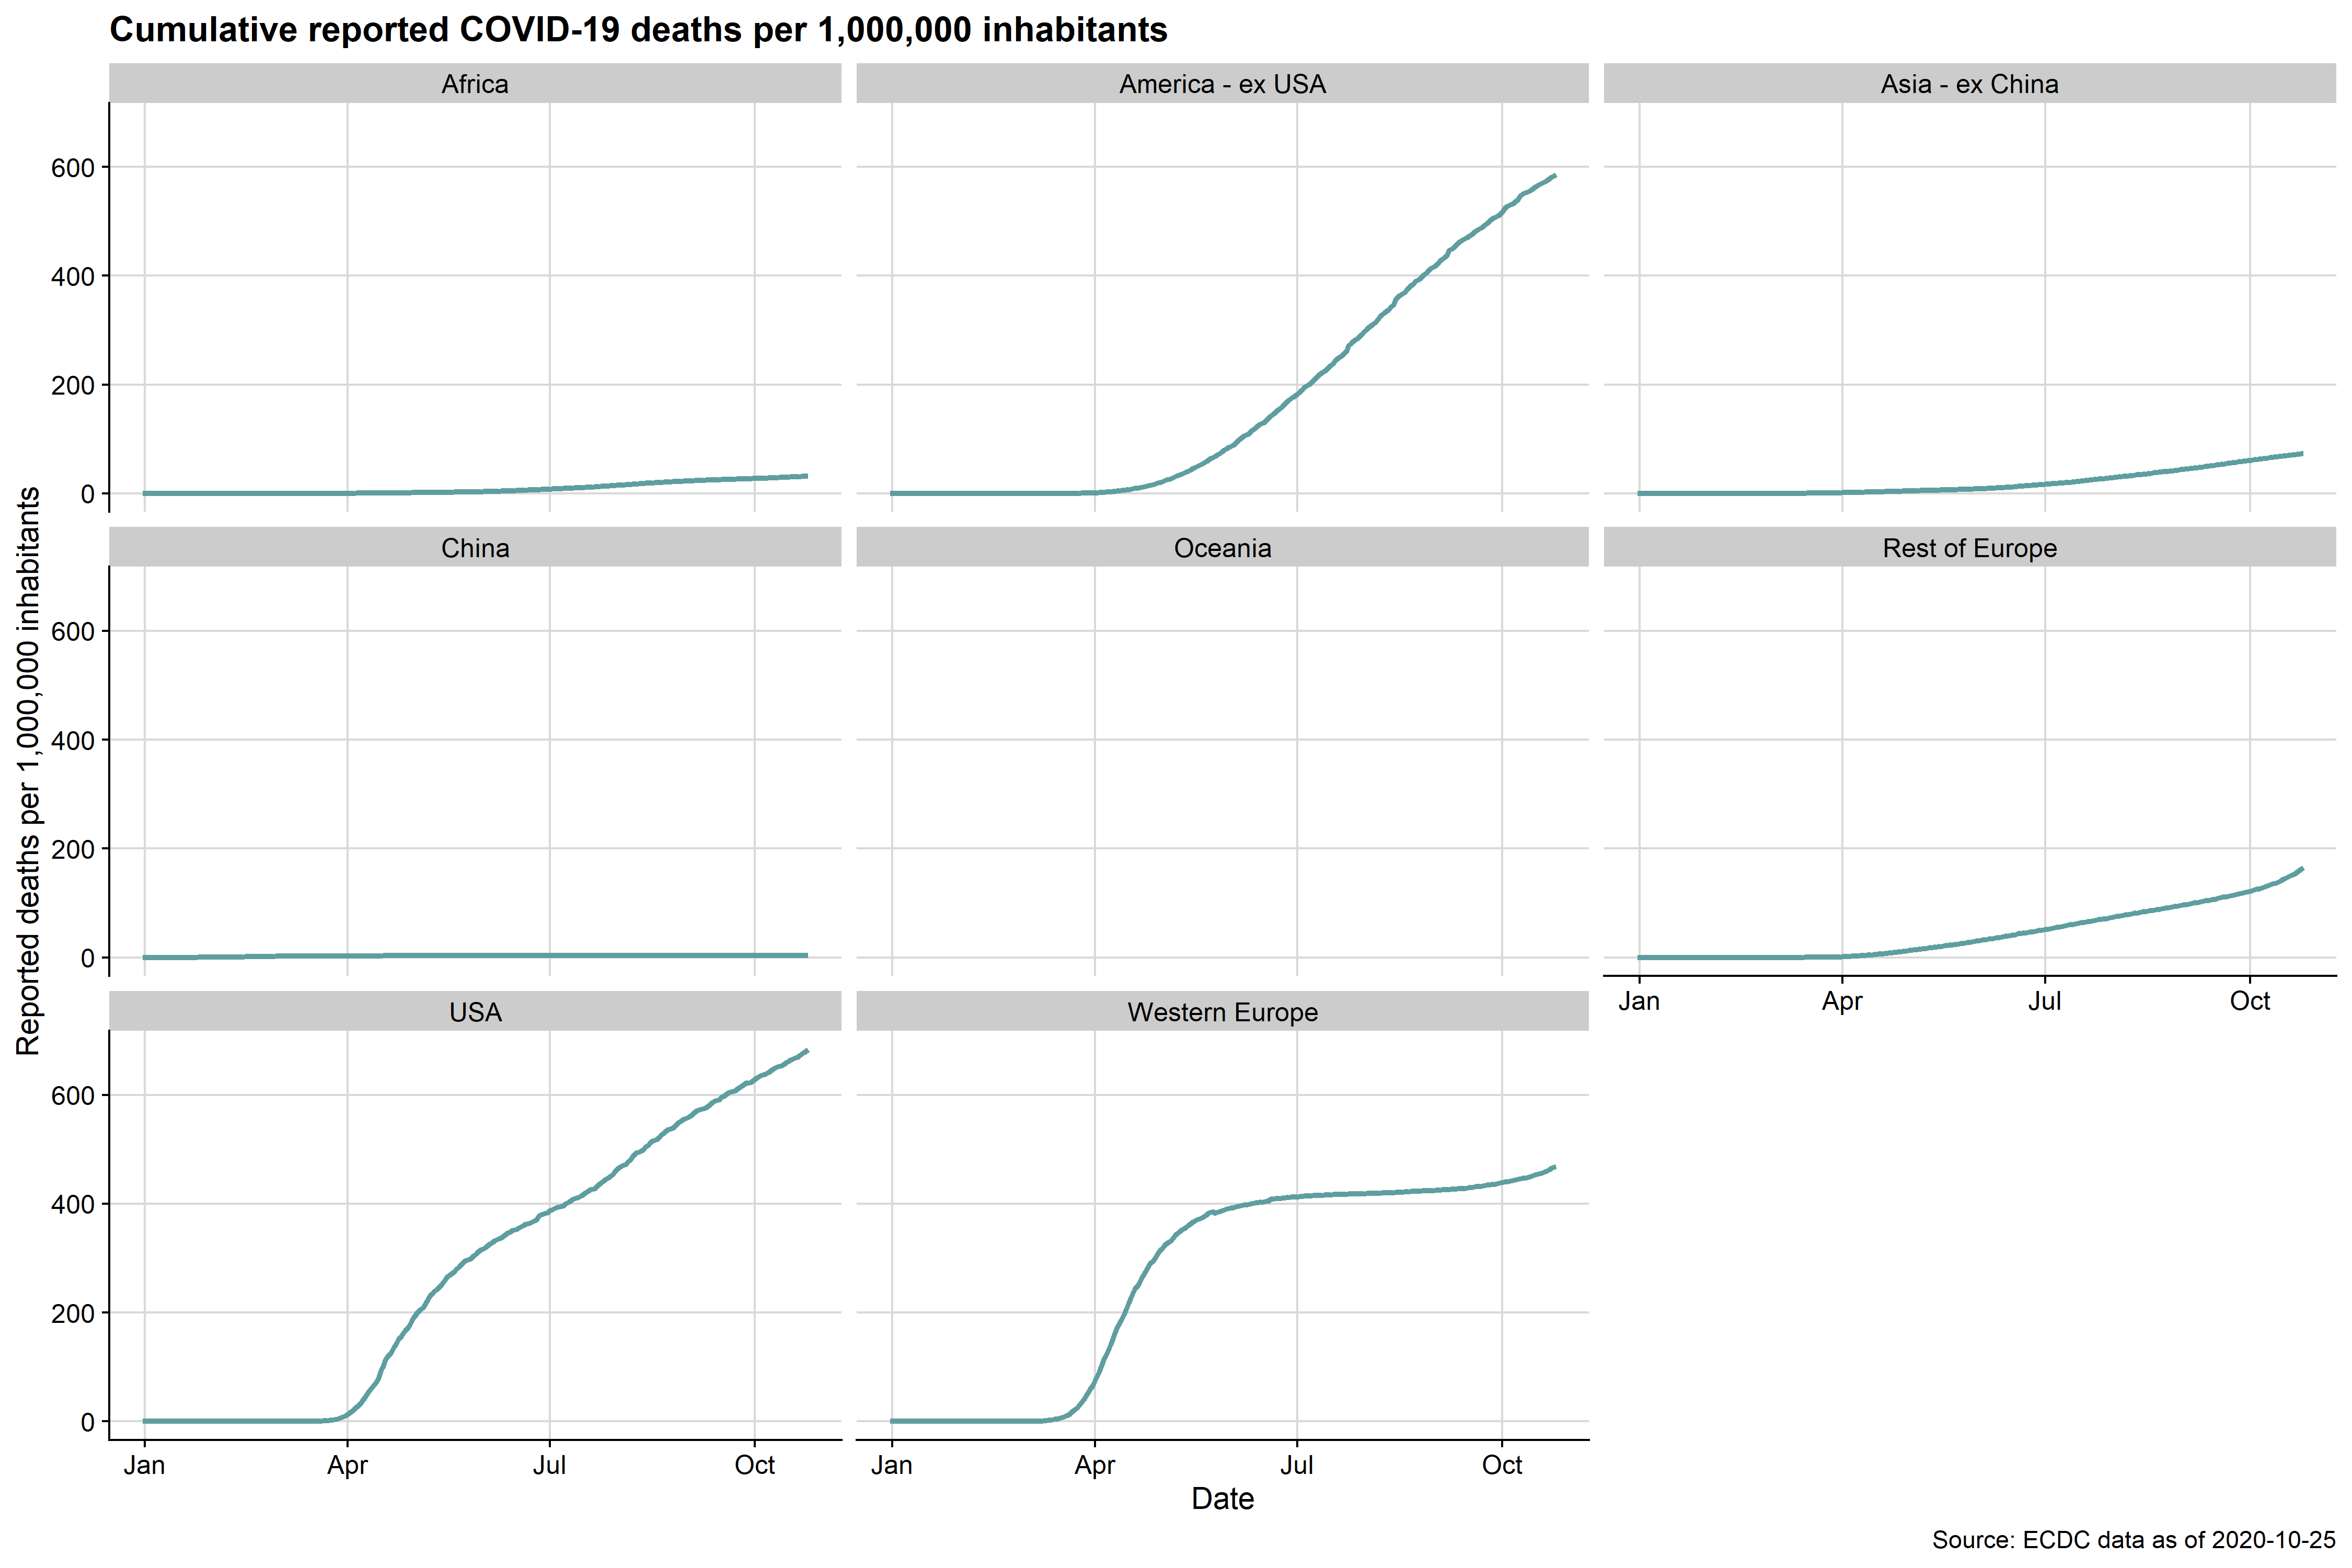 Cumulative reported COVID-19 deaths per 1,000,000 inhabitants
Africa
America - ex USA
Asia - ex China
600
400
200
0
China
Oceania
Rest of Europe
600
400
200
0
Jan
Apr
Jul
Oct
USA
Western Europe
600
400
200
0
Jan
Apr
Jul
Oct
Jan
Apr
Jul
Oct
Reported deaths per 1,000,000 inhabitants
Date
Source: ECDC data as of 2020-10-25